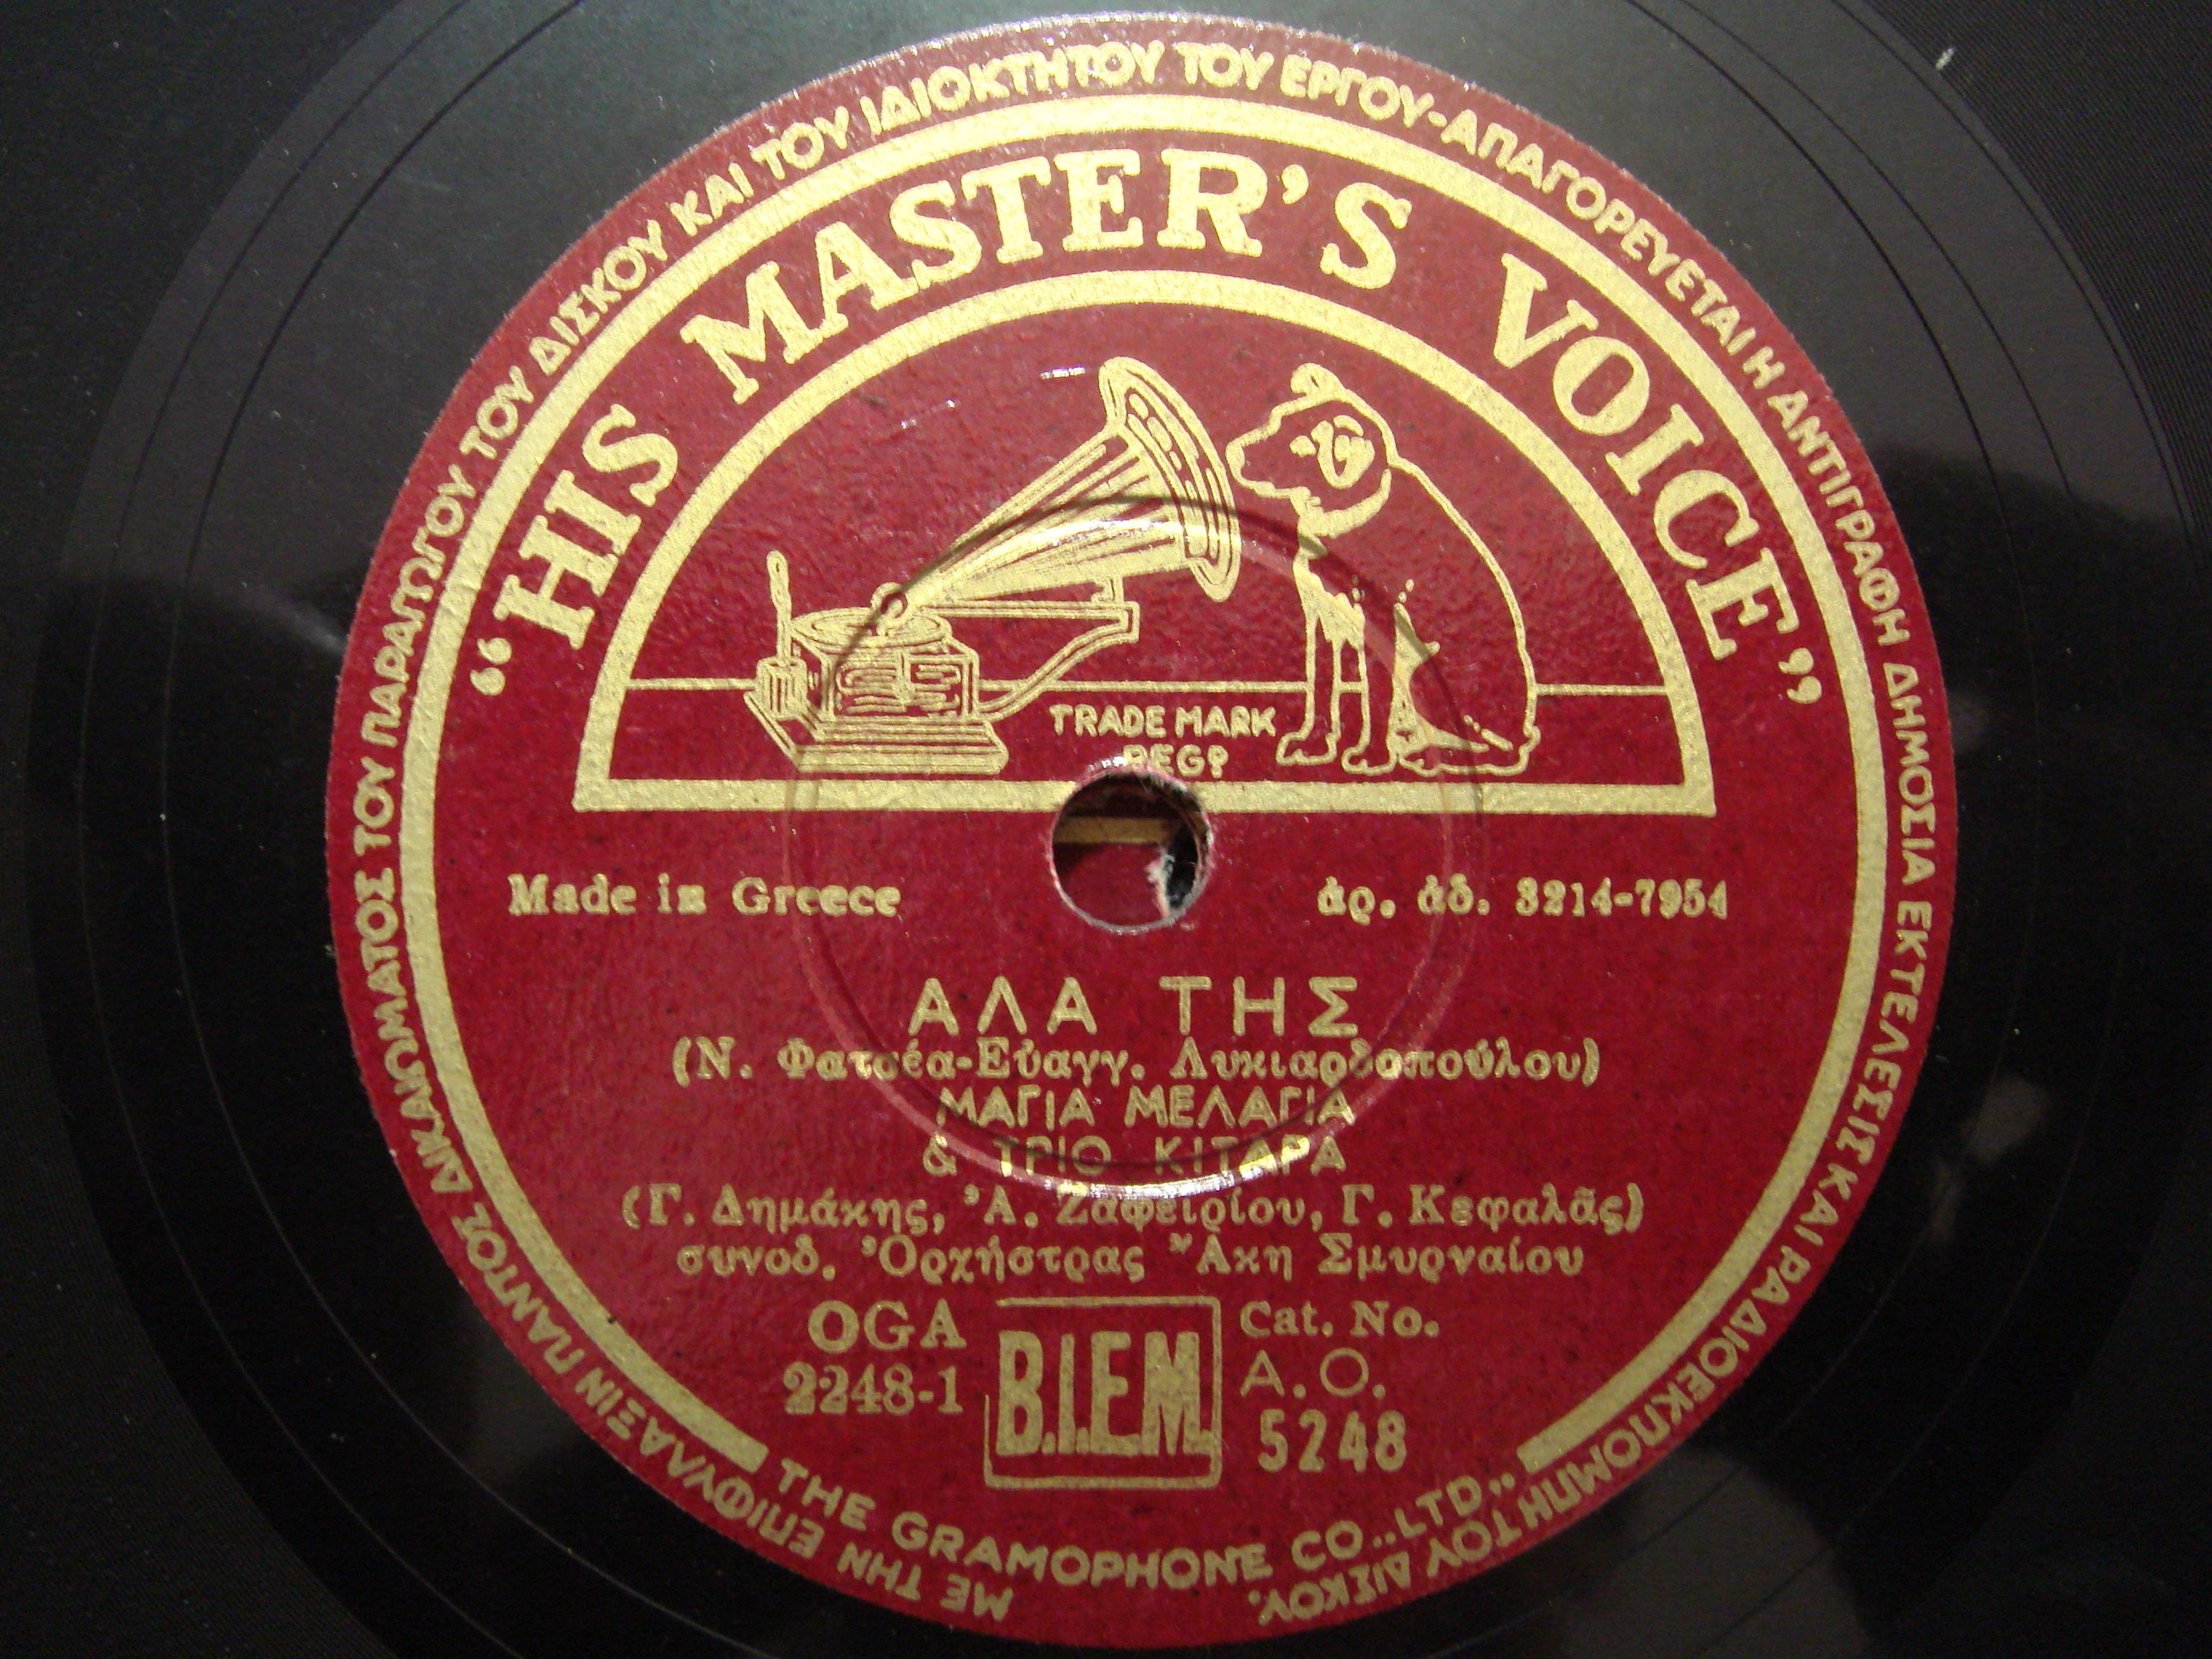 ΜΕ ΤΗΝ ΕΠΙΦΥΛΑΞΙΝ ΠΑΝΤΟΣ ΔΙΚΑΙΩΜΑΤΟΣ ΤΟΥ ΠΑΡΑΓΩΓΟΥ ΤΟΥ ΔΙΣΚΟΥ ΚΑΙ ΤΟΥ ΙΔΙΟΚΤΗΤΟΥ ΤΟΥ ΕΡΓΟΥ-ΑΠΑΓΟΡΕΥΕΤΑΙ Η ΑΝΤΙΓΡΑΦΗ ΔΗΜΟΣΙΑ ΕΚΤΕΛΕΣΙΣ ΚΑΙ ΡΑΔΙΟΕΚΠΟΜΠΗ ΤΟΥ ΔΙΣΚΟΥ.
“HIS MASTER'S VOICE”
TRADE MARK
REGD
Made in Greece
ἀρ. ἀδ. 3214-7954
ΑΛΑ ΤΗΣ
(Ν. Φατσέα-Εὐαγγ. Λυκιαρδοπούλου)
ΜΑΓΙΑ ΜΕΛΑΓΙΑ
& ΤΡΙΟ ΚΙΤΑΡΑ
(Γ. Δημάκης, Ἀ. Ζαφειρίου, Γ. Κεφαλᾶς)
συνοδ. Ὀρχήστρας Ἄκη Σμυρναίου
OGA
2248-1
B.I.E.M.
Cat. No.
A.O.
5248
THE GRAMOPHONE CO..LTD..